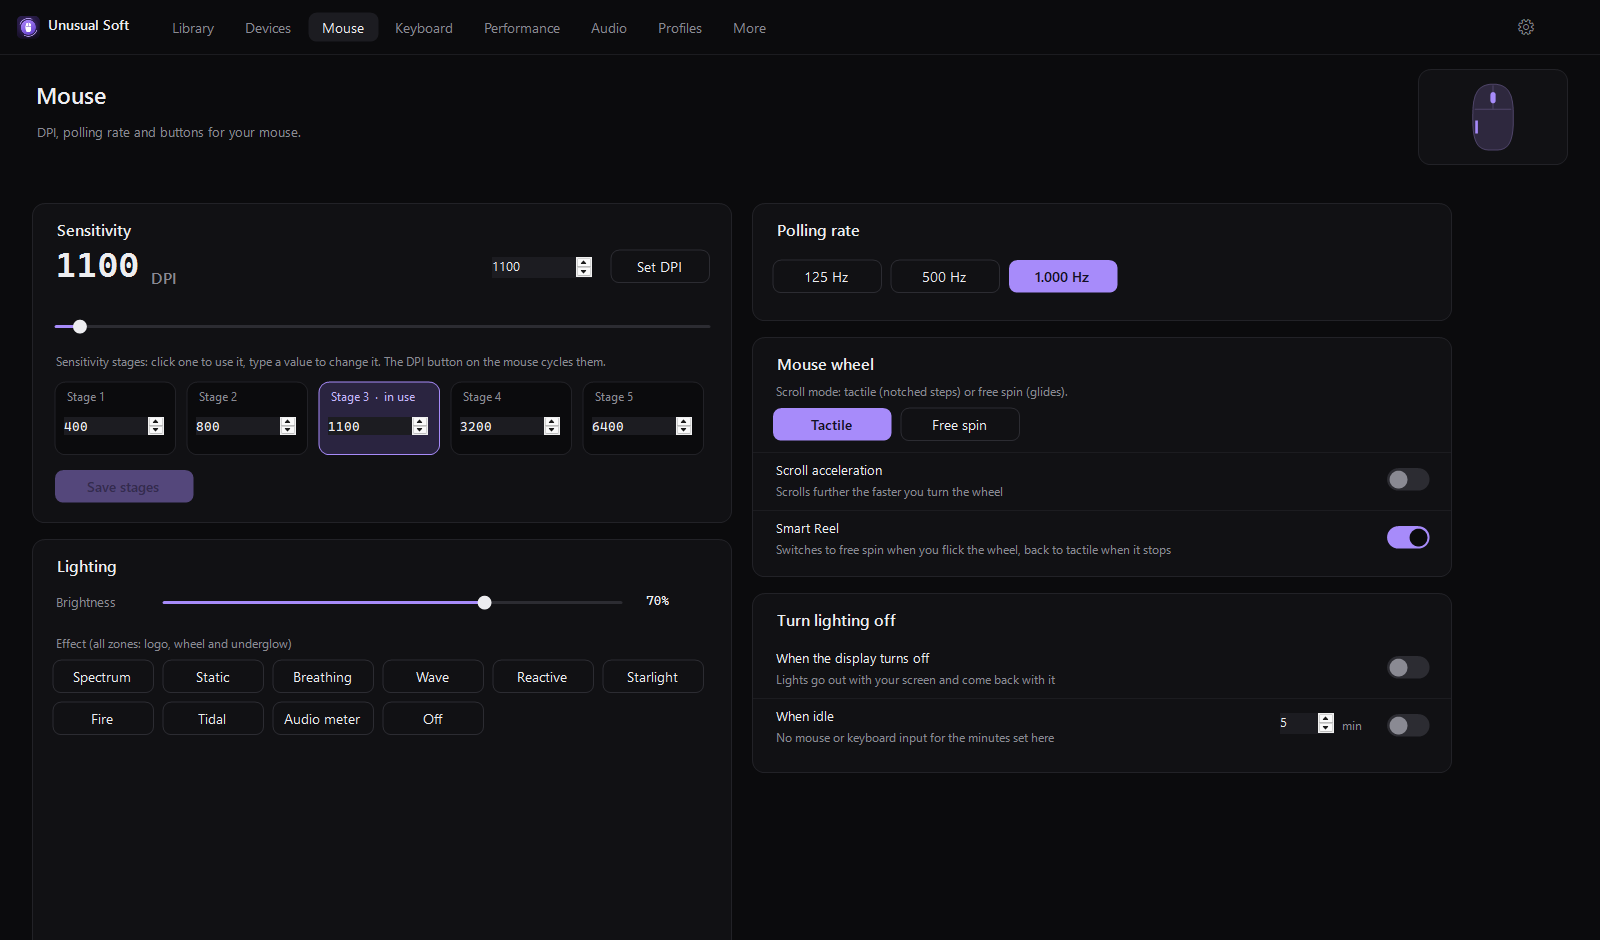 Unusual Soft
Library
Devices
Mouse
Keyboard
Performance
Audio
Profiles
More
Mouse
DPI, polling rate and buttons for your mouse.
Sensitivity
1100 DPI
1100
Set DPI
Sensitivity stages: click one to use it, type a value to change it. The DPI button on the mouse cycles them.
Stage 1
400
Stage 2
800
Stage 3 · in use
1100
Stage 4
3200
Stage 5
6400
Save stages
Lighting
Brightness
70%
Effect (all zones: logo, wheel and underglow)
Spectrum
Static
Breathing
Wave
Reactive
Starlight
Fire
Tidal
Audio meter
Off
Polling rate
125 Hz
500 Hz
1.000 Hz
Mouse wheel
Scroll mode: tactile (notched steps) or free spin (glides).
Tactile
Free spin
Scroll acceleration
Scrolls further the faster you turn the wheel
Smart Reel
Switches to free spin when you flick the wheel, back to tactile when it stops
Turn lighting off
When the display turns off
Lights go out with your screen and come back with it
When idle
No mouse or keyboard input for the minutes set here
5
min